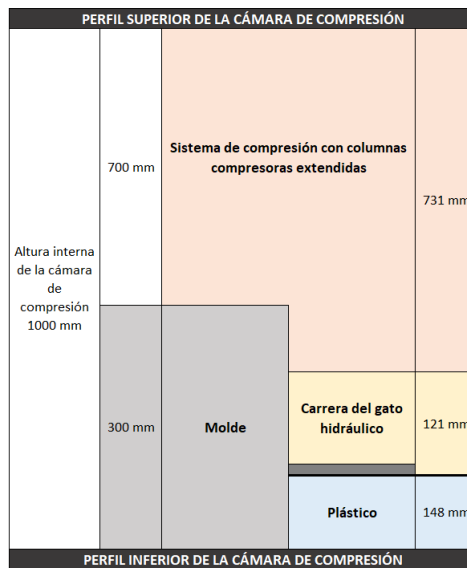 PERFIL SUPERIOR DE LA CÁMARA DE COMPRESIÓN
Altura interna
de la cámara
de
compresión
1000 mm
700 mm
300 mm
Sistema de compresión con columnas
compresoras extendidas
731 mm
Molde
Carrera del gato
hidráulico
121 mm
Plástico
148 mm
PERFIL INFERIOR DE LA CÁMARA DE COMPRESIÓN